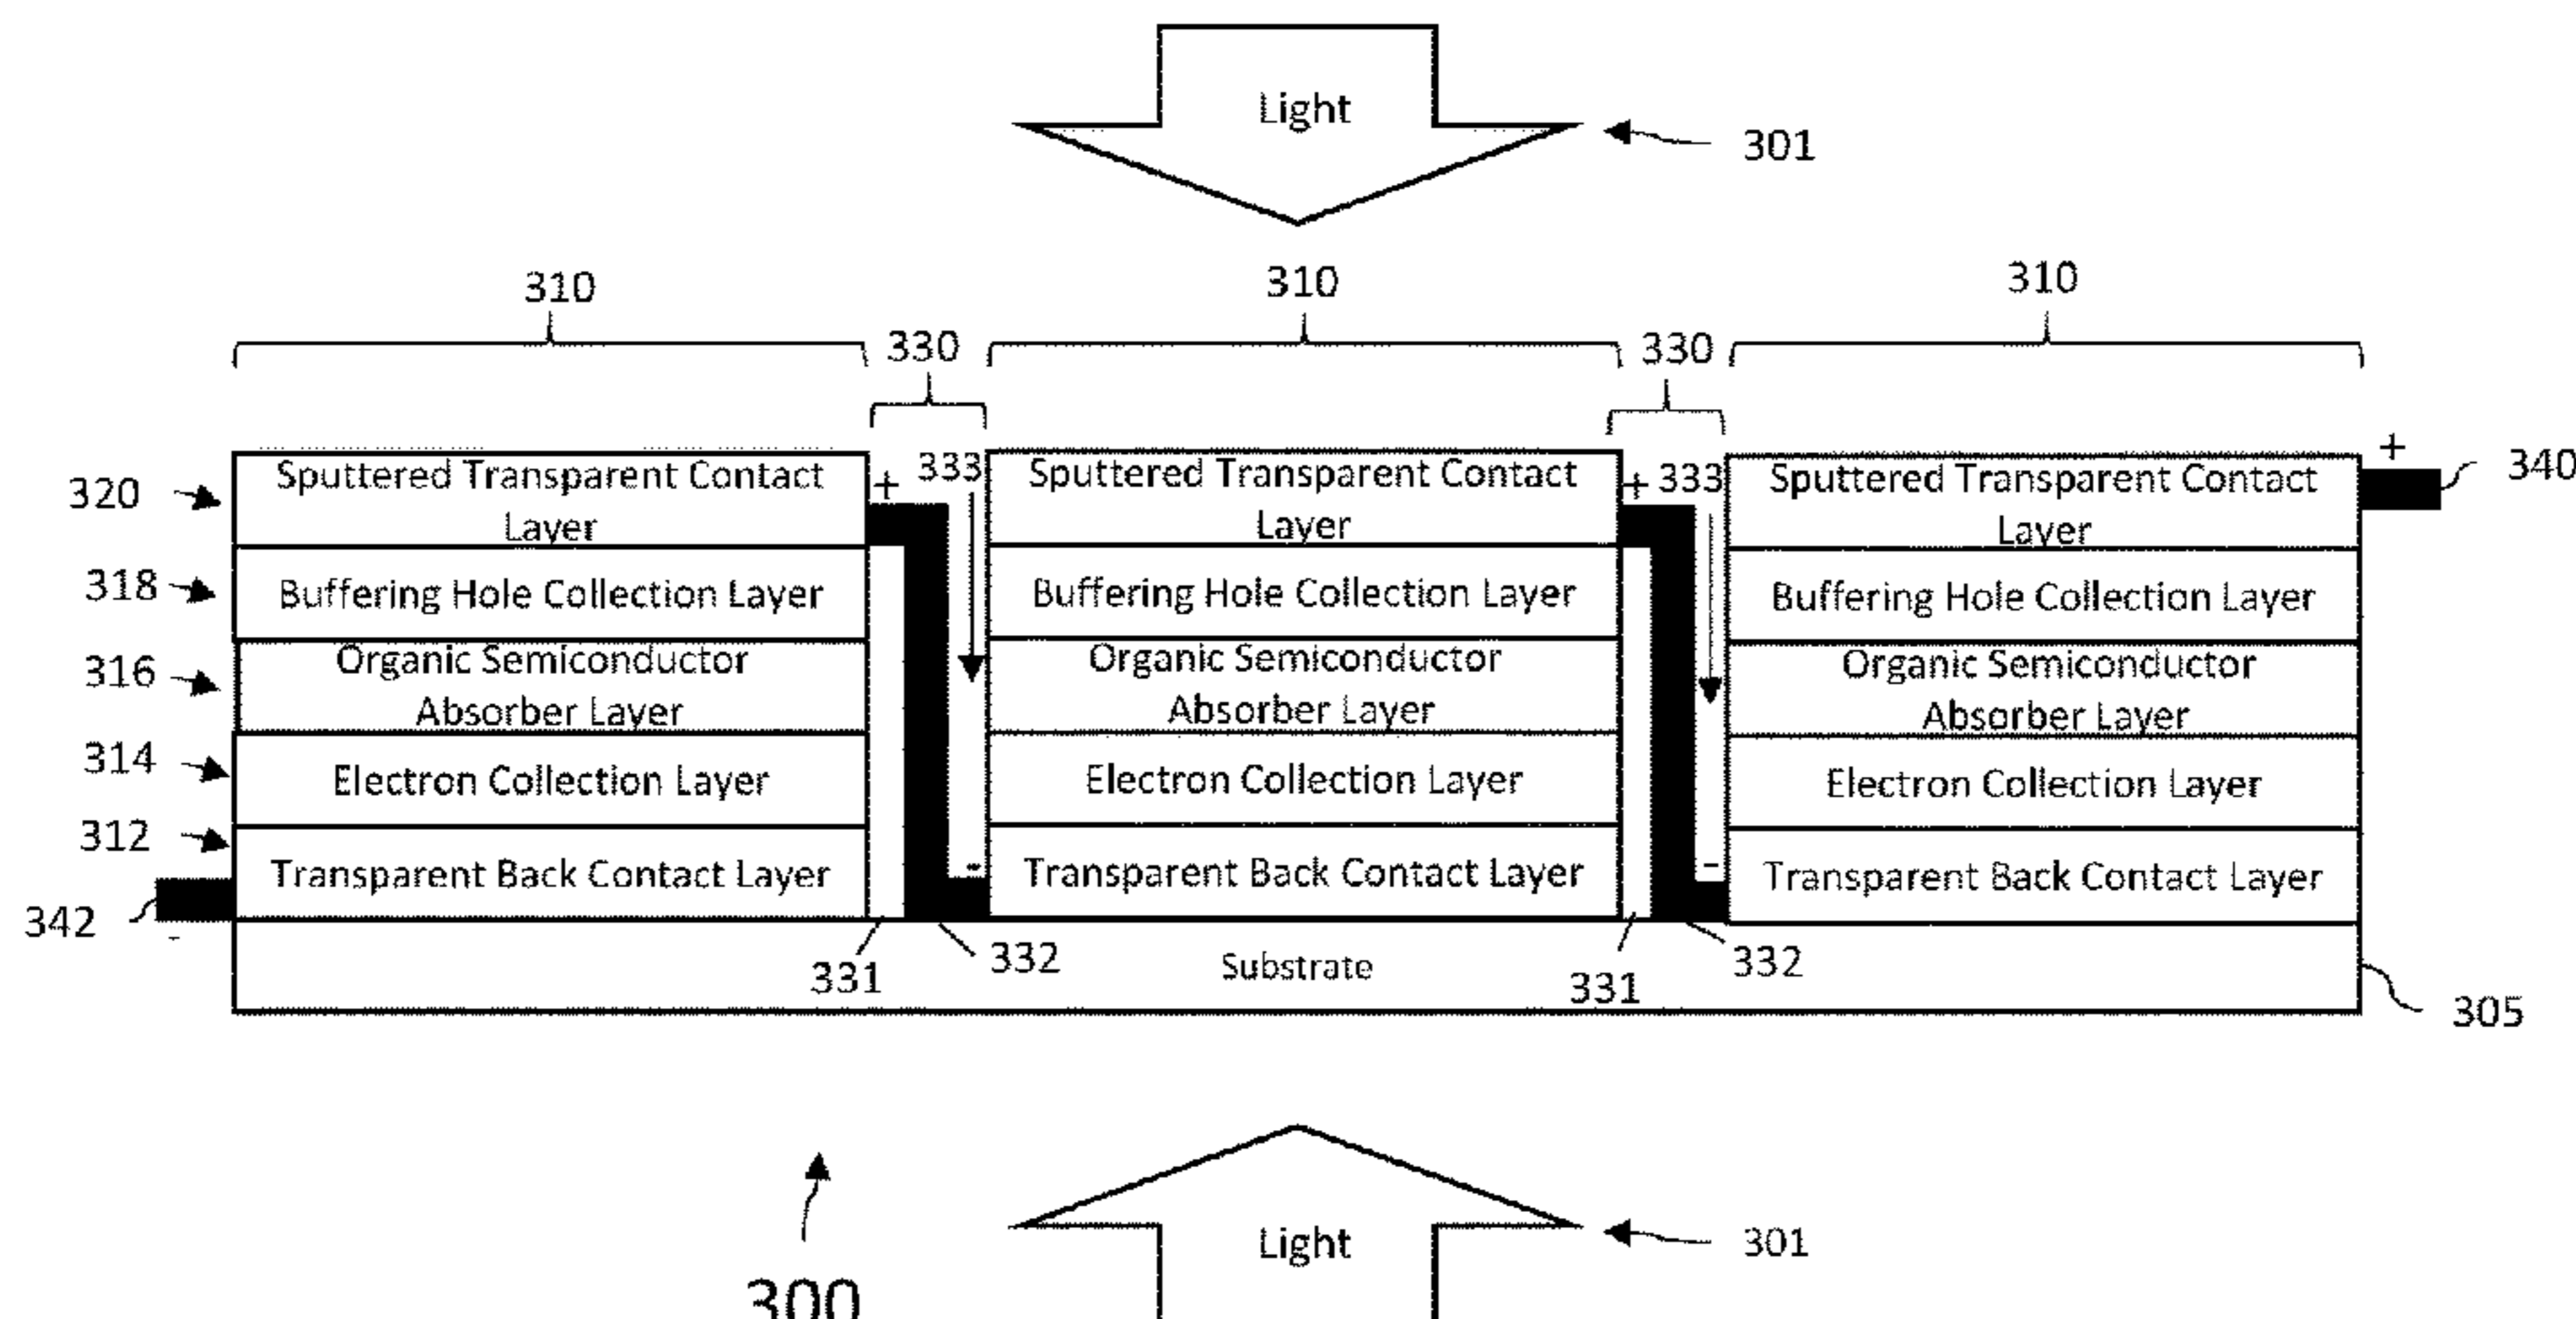 Light
301
310
310
310
330
330
+
340
320
Sputtered Transparent Contact
Layer
+ 333
Sputtered Transparent Contact
Layer
+ 333
Sputtered Transparent Contact
Layer
318
Buffering Hole Collection Layer
Buffering Hole Collection Layer
Buffering Hole Collection Layer
316
Organic Semiconductor
Absorber Layer
Organic Semiconductor
Absorber Layer
Organic Semiconductor
Absorber Layer
314
Electron Collection Layer
Electron Collection Layer
Electron Collection Layer
312
Transparent Back Contact Layer
-
Transparent Back Contact Layer
-
Transparent Back Contact Layer
342
-
331
332
Substrate
331
332
305
Light
301
300